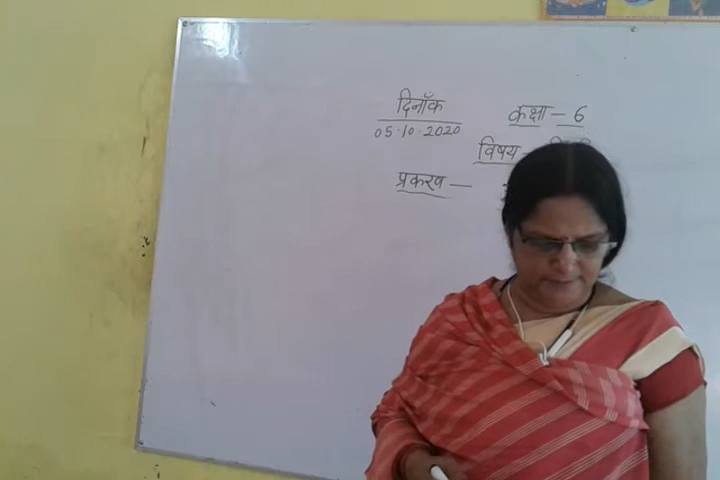 दिनाँक
05.10.2020
कक्षा - 6
विषय -
प्रकरण -